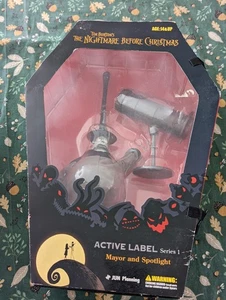 AGE: 14 & UP
Tim Burton's
THE NIGHTMARE BEFORE CHRISTMAS
ACTIVE LABEL Series 1
Mayor and Spotlight
JUN Planning
WARNING: